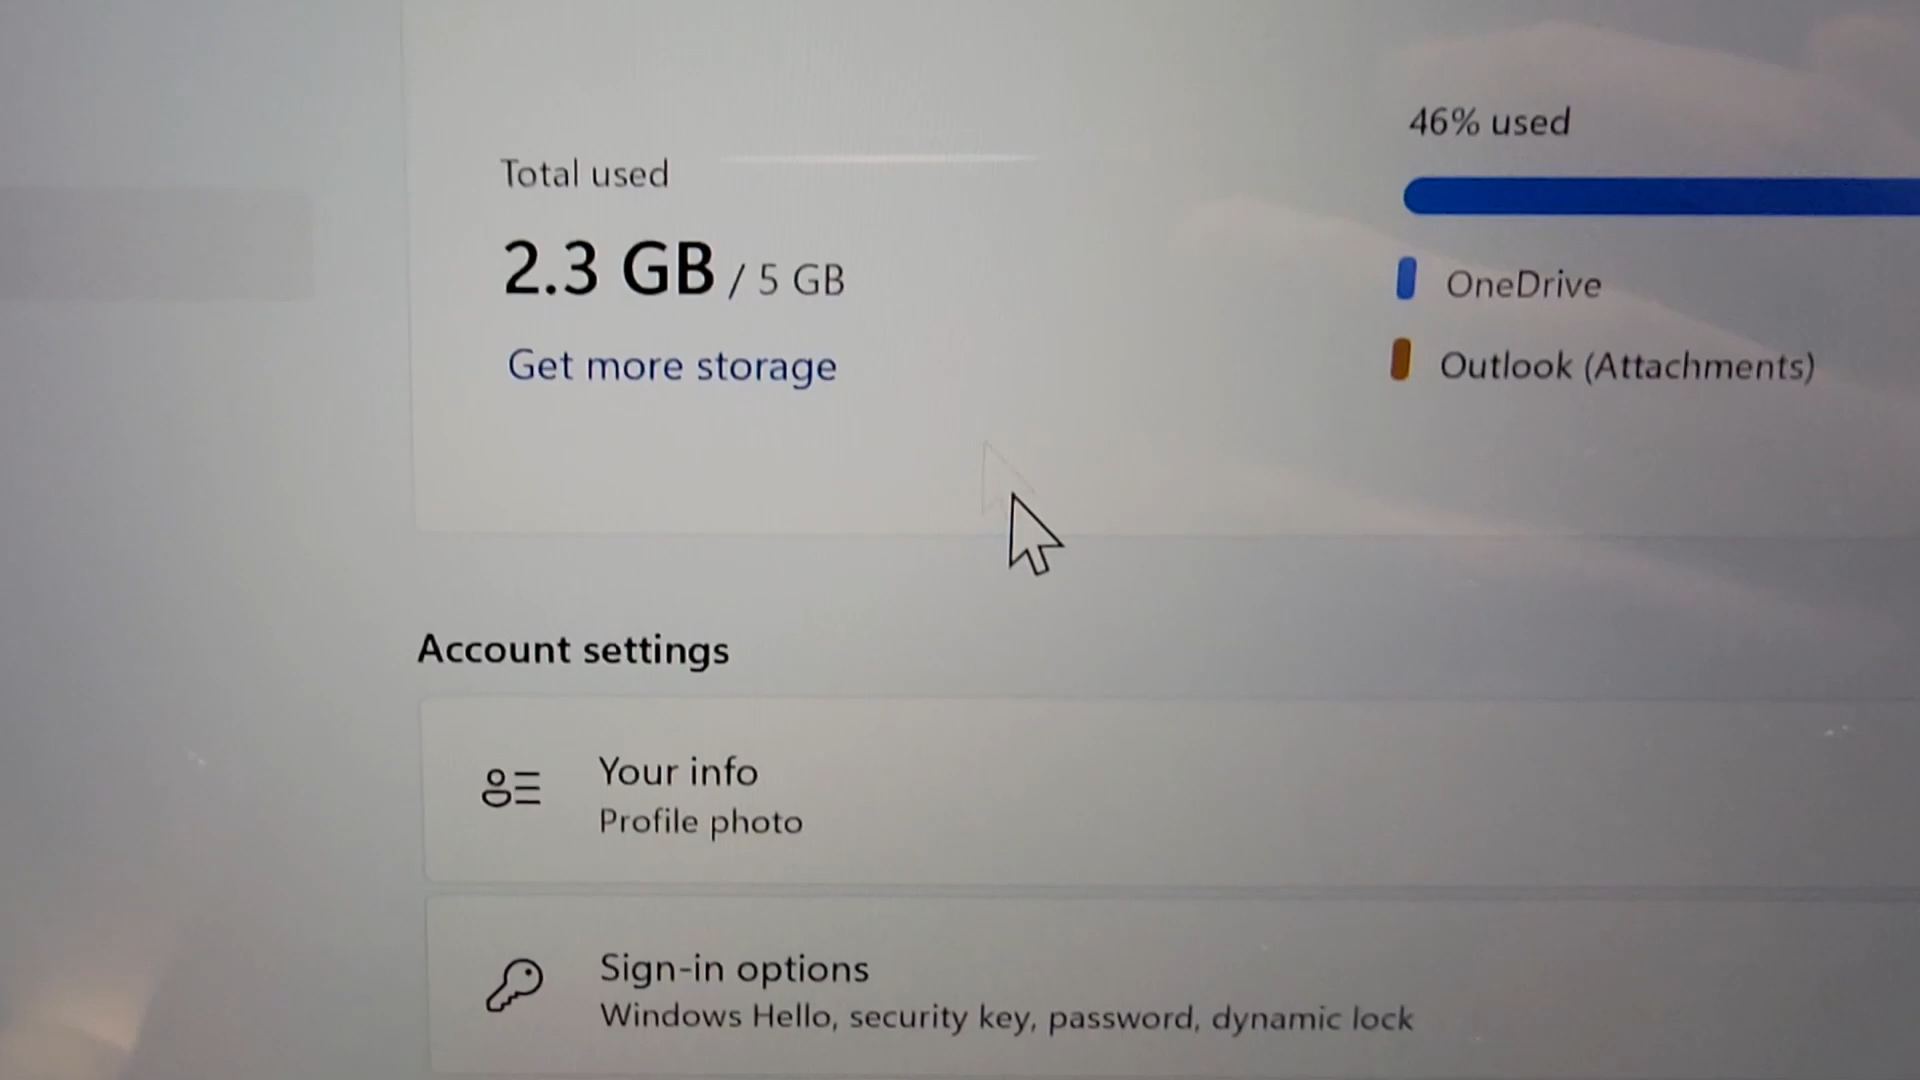 46% used
Total used
2.3 GB / 5 GB
OneDrive
Get more storage
Outlook (Attachments)
Account settings
Your info
Profile photo
Sign-in options
Windows Hello, security key, password, dynamic lock